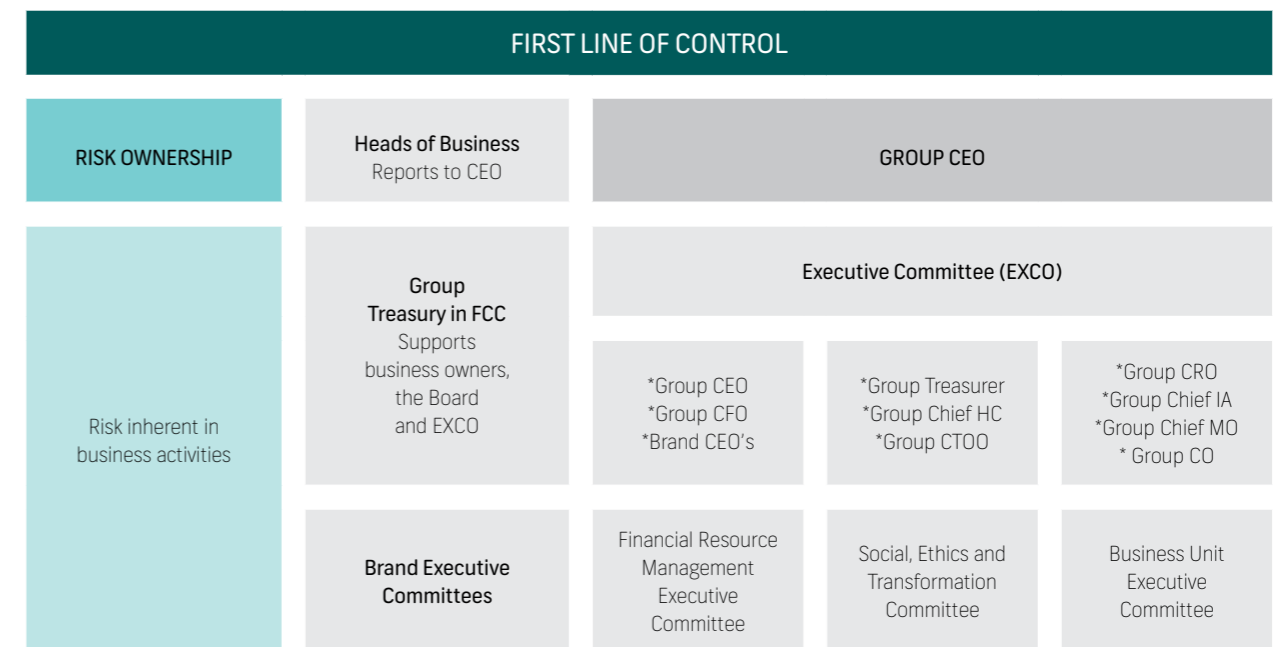 FIRST LINE OF CONTROL
RISK OWNERSHIP
Heads of Business
Reports to CEO
GROUP CEO
Risk inherent in
business activities
Group
Treasury in FCC
Supports
business owners,
the Board
and EXCO
Executive Committee (EXCO)
*Group CEO
*Group CFO
*Brand CEO's
*Group Treasurer
*Group Chief HC
*Group CTOO
*Group CRO
*Group Chief IA
*Group Chief MO
* Group CO
Brand Executive
Committees
Financial Resource
Management
Executive
Committee
Social, Ethics and
Transformation
Committee
Business Unit
Executive
Committee